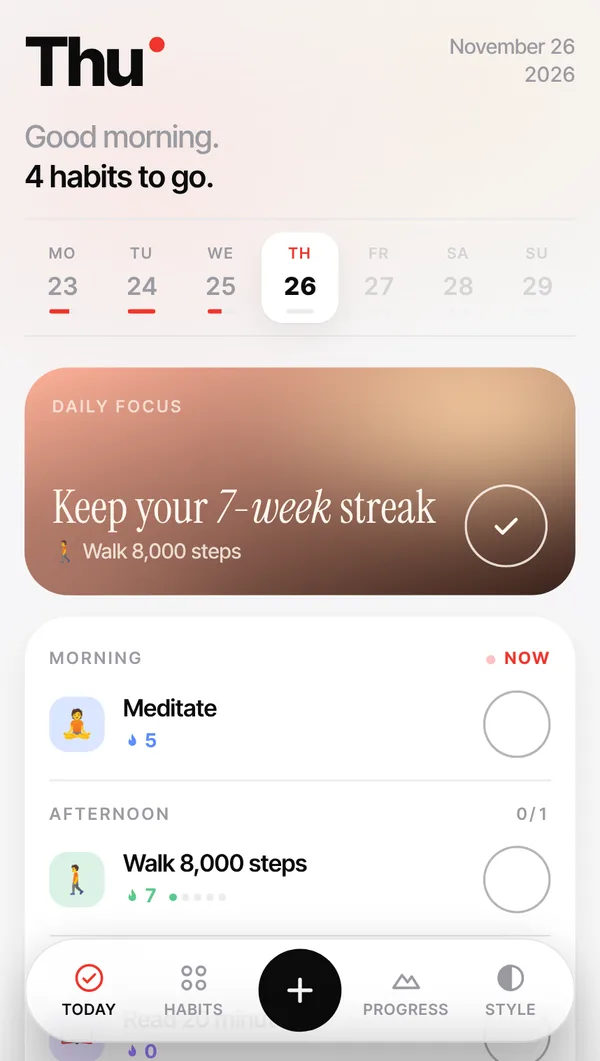 Thu
November 26
2026
Good morning.
4 habits to go.
MO TU WE TH FR SA SU
23 24 25 26 27 28 29
DAILY FOCUS
Keep your 7-week streak
🚶 Walk 8,000 steps
MORNING
NOW
Meditate
5
AFTERNOON
0/1
Walk 8,000 steps
7
Read 20
0
TODAY
HABITS
PROGRESS
STYLE